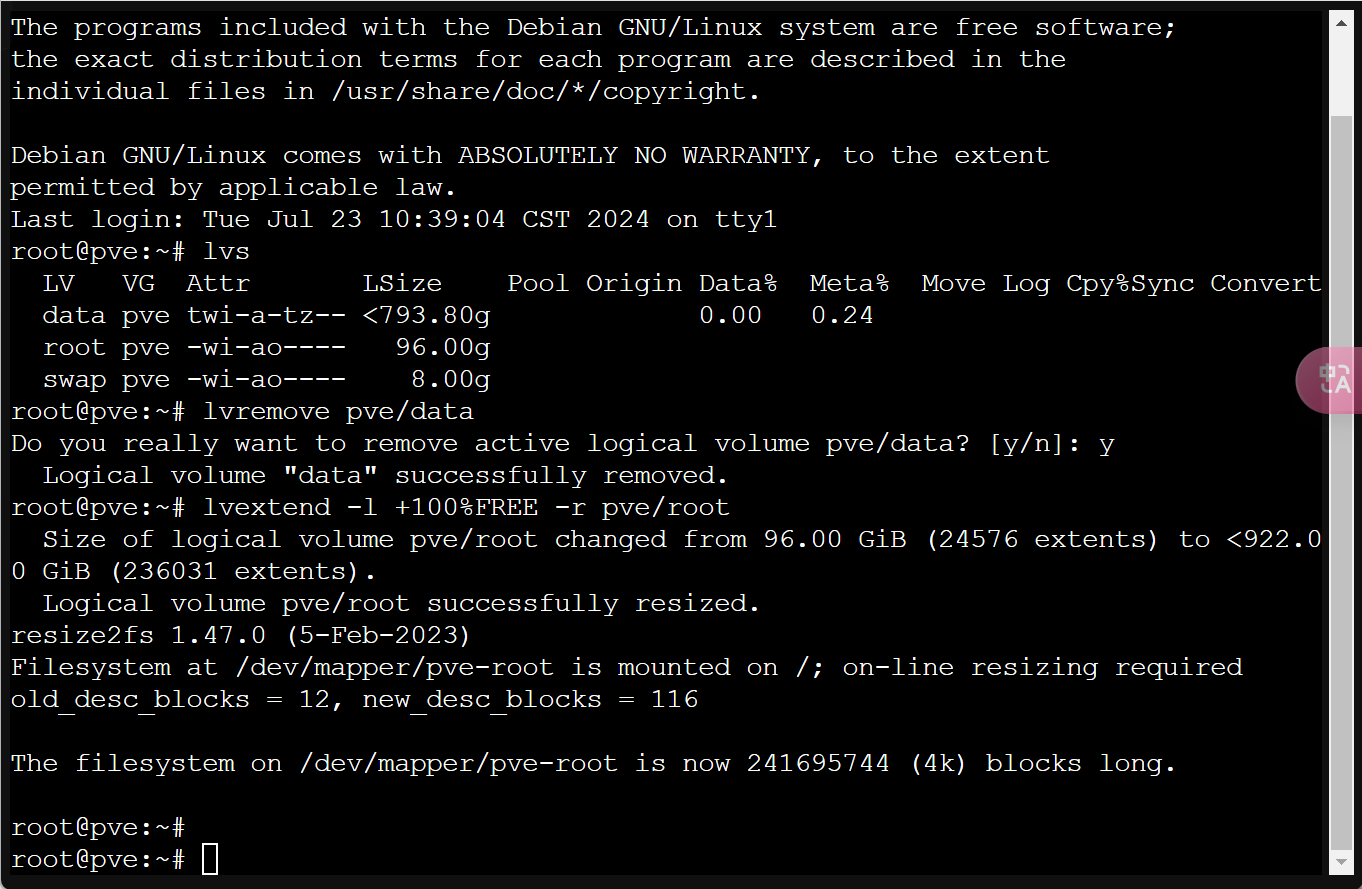 The programs included with the Debian GNU/Linux system are free software;
the exact distribution terms for each program are described in the
individual files in /usr/share/doc/*/copyright.
Debian GNU/Linux comes with ABSOLUTELY NO WARRANTY, to the extent
permitted by applicable law.
Last login: Tue Jul 23 10:39:04 CST 2024 on tty1
root@pve:~# lvs
  LV   VG  Attr       LSize    Pool Origin Data%  Meta%  Move Log Cpy%Sync Convert
  data pve twi-a-tz-- <793.80g             0.00   0.24
  root pve -wi-ao----   96.00g
  swap pve -wi-ao----    8.00g
root@pve:~# lvremove pve/data
Do you really want to remove active logical volume pve/data? [y/n]: y
  Logical volume "data" successfully removed.
root@pve:~# lvextend -l +100%FREE -r pve/root
  Size of logical volume pve/root changed from 96.00 GiB (24576 extents) to <922.0
0 GiB (236031 extents).
  Logical volume pve/root successfully resized.
resize2fs 1.47.0 (5-Feb-2023)
Filesystem at /dev/mapper/pve-root is mounted on /; on-line resizing required
old_desc_blocks = 12, new_desc_blocks = 116
The filesystem on /dev/mapper/pve-root is now 241695744 (4k) blocks long.
root@pve:~#
root@pve:~#
中A